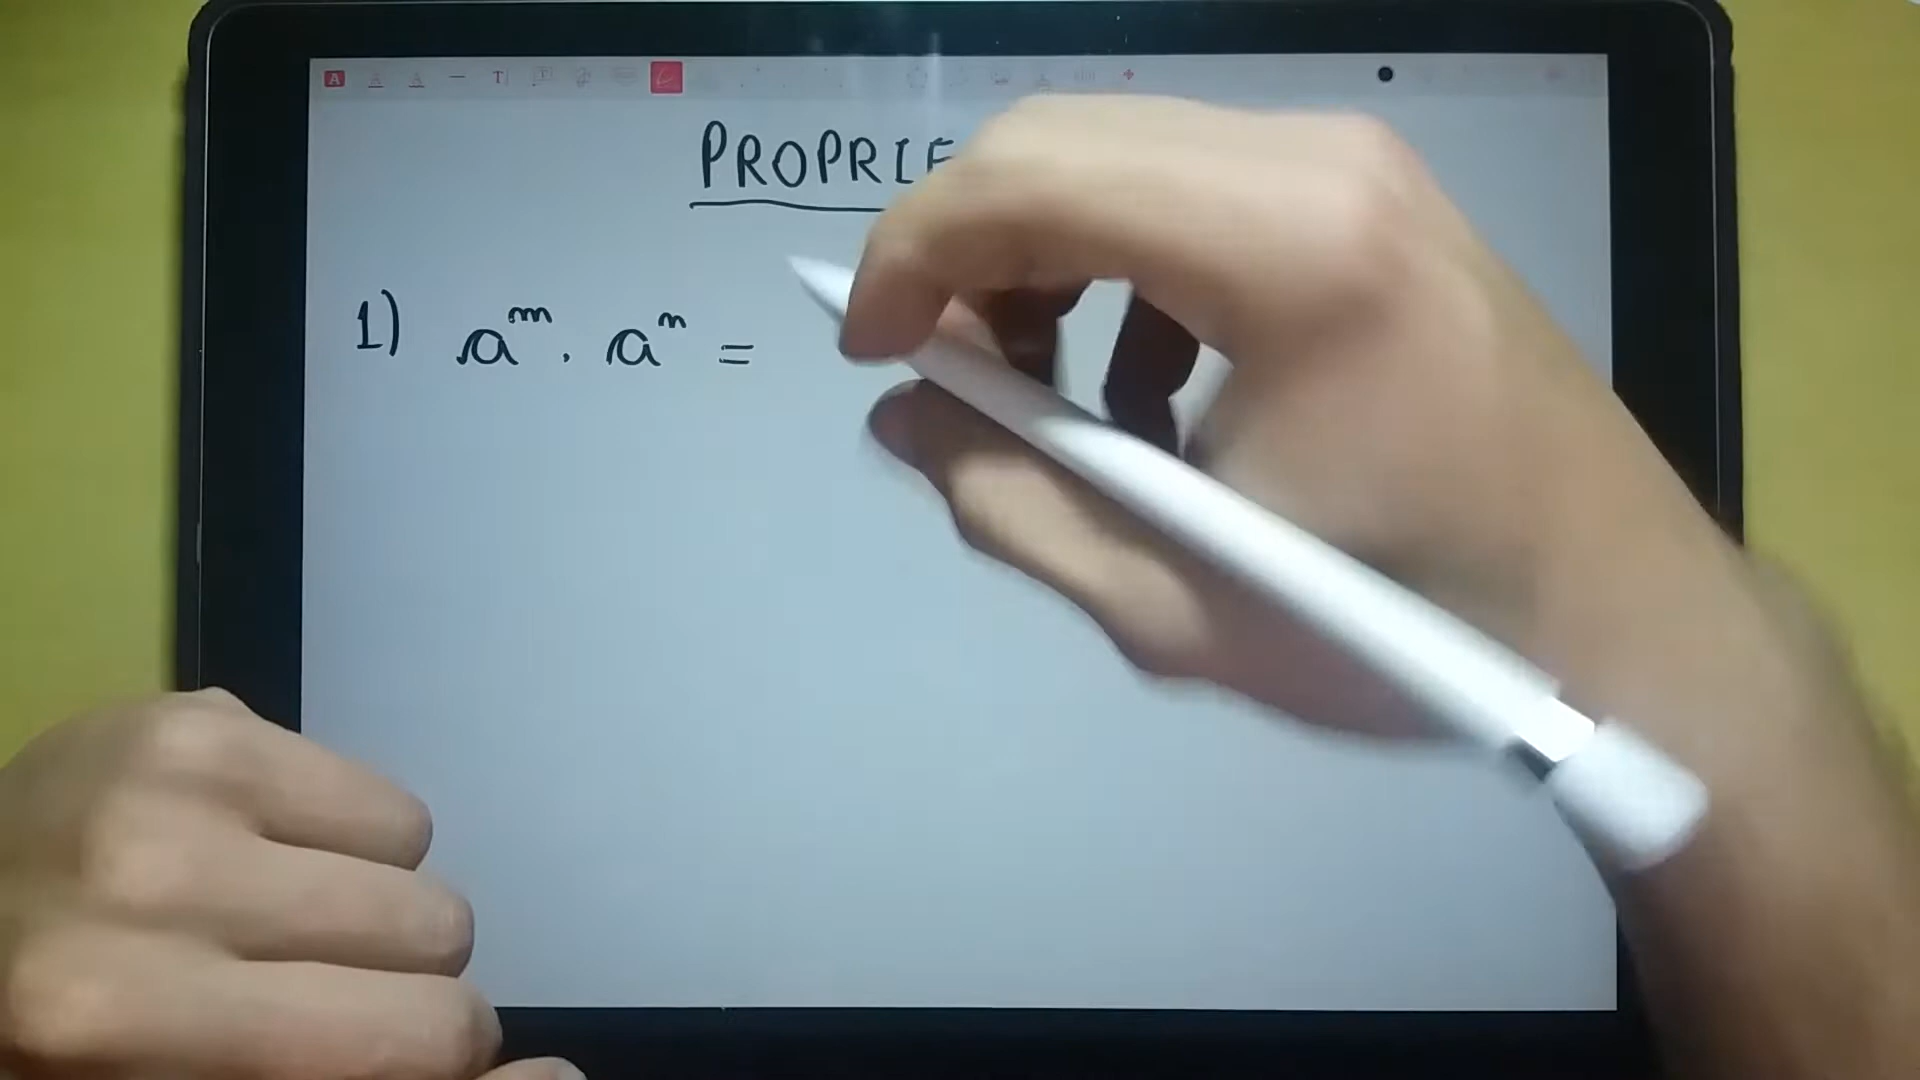 PROPRIE
1) a^m . a^n =